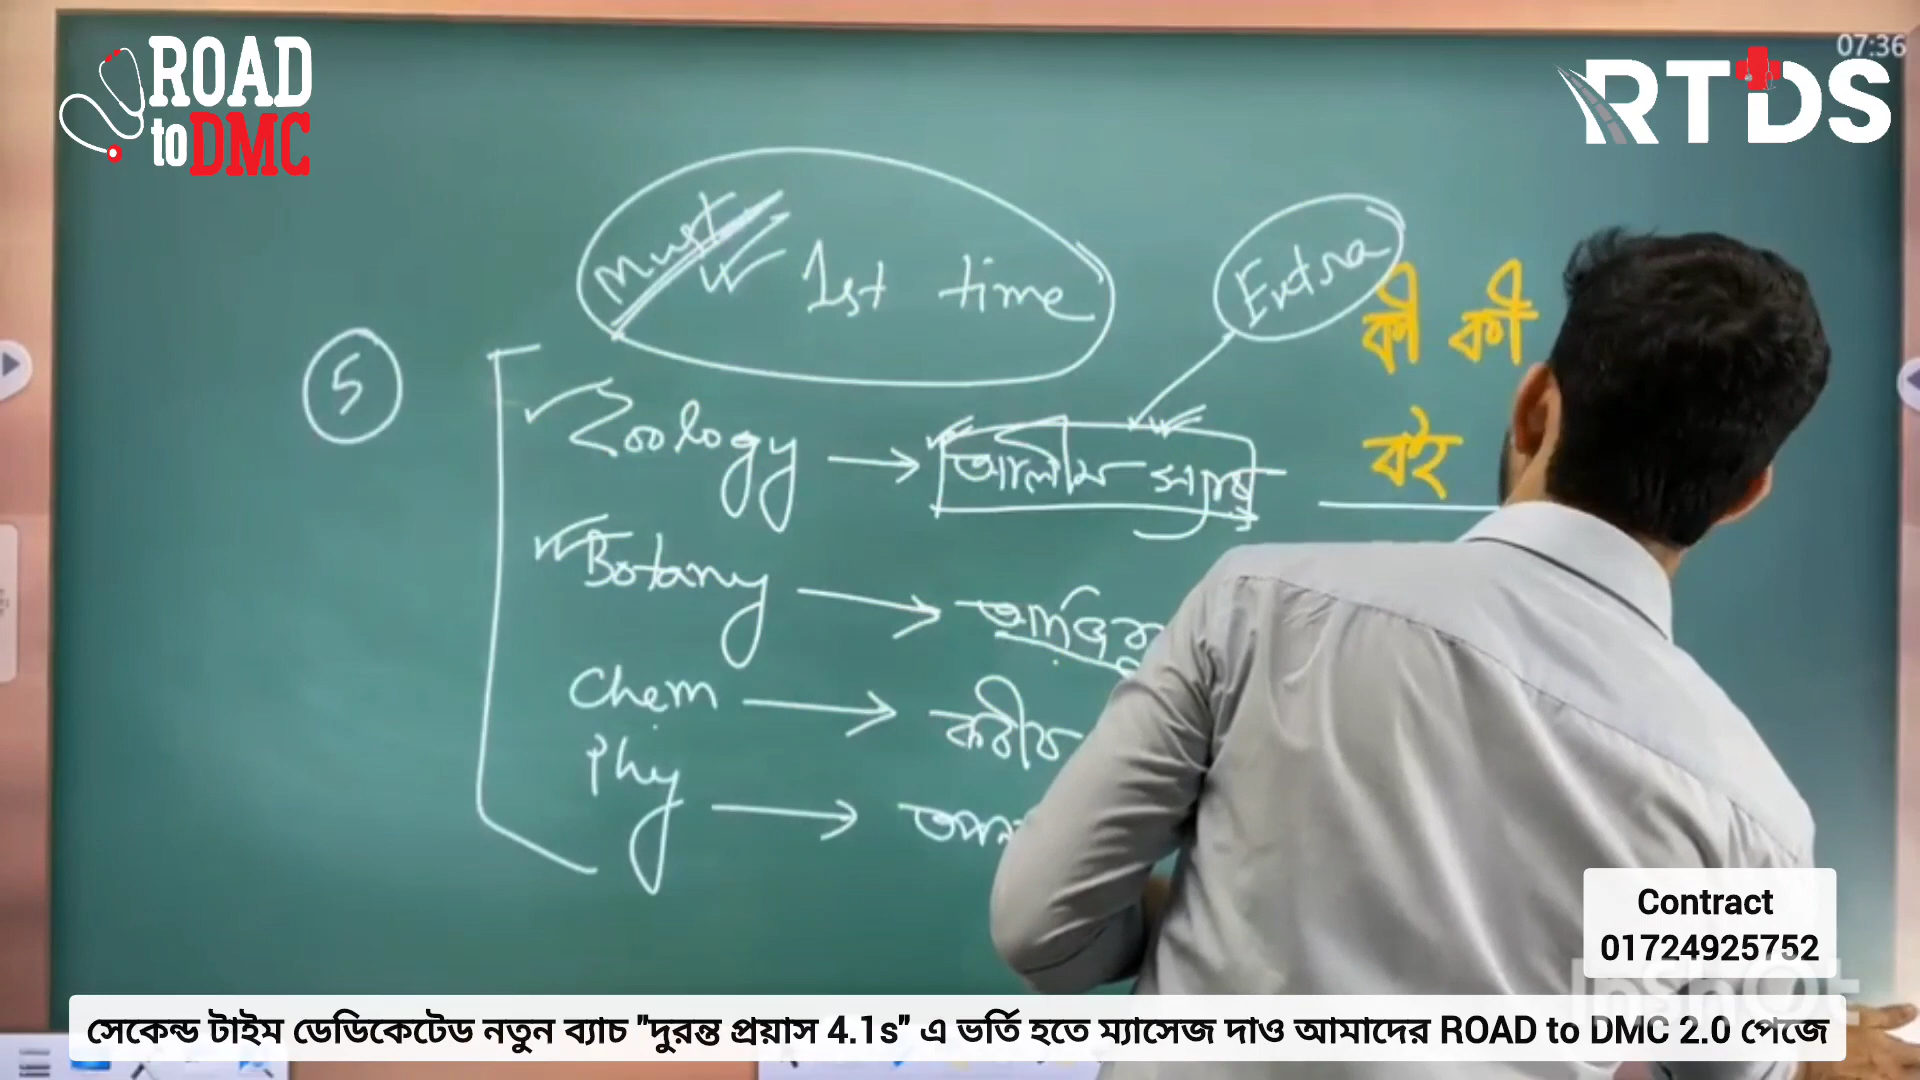 ROAD
to DMC
07:36
RTDS
Must
1st time
Extra
কী কী
বই
5
Zoology → আলীম স্যার
Botany →
Chem →
Phy →
Contract
01724925752
সেকেন্ড টাইম ডেডিকেটেড নতুন ব্যাচ "দুরন্ত প্রয়াস 4.1s" এ ভর্তি হতে ম্যাসেজ দাও আমাদের ROAD to DMC 2.0 পেজে